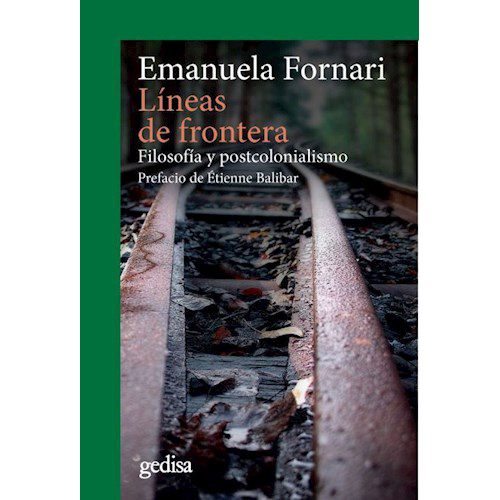 Emanuela Fornari
Líneas
de frontera
Filosofía y postcolonialismo
Prefacio de Étienne Balibar
gedisa